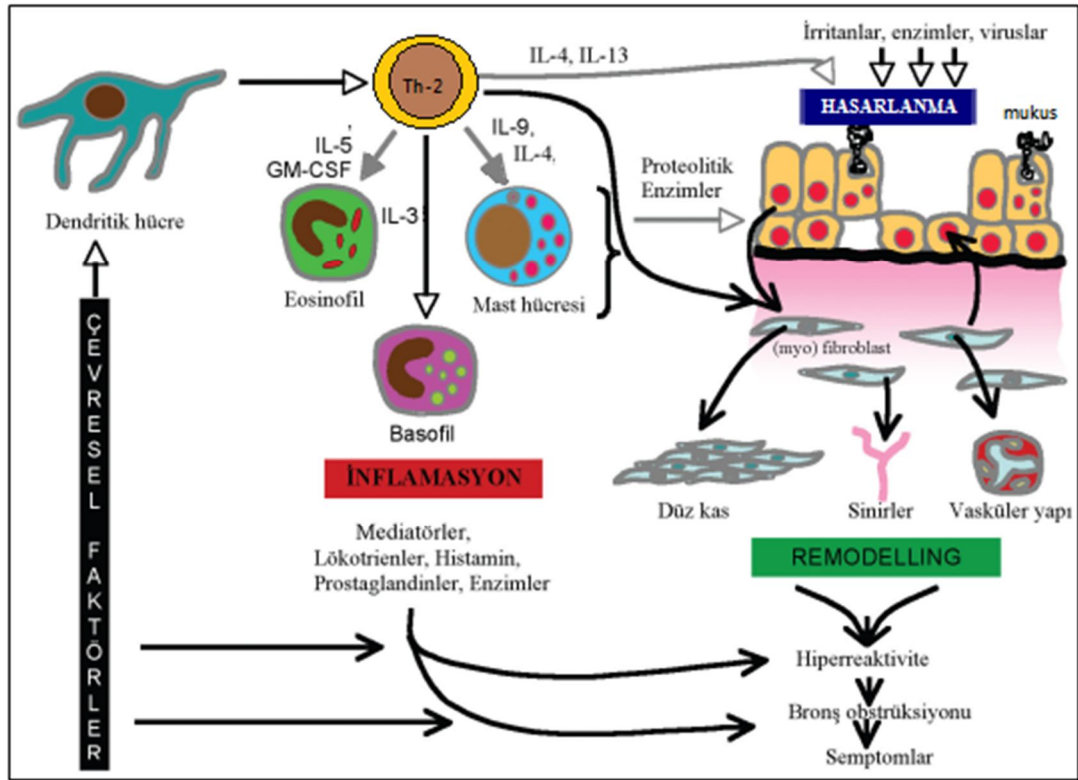 İrritanlar, enzimler, viruslar
IL-4, IL-13
Th-2
HASARLANMA
mukus
IL-5,
GM-CSF
IL-9,
IL-4,
Proteolitik
Enzimler
Dendritik hücre
IL-3
Eosinofil
Mast hücresi
(myo) fibroblast
Basofil
ÇEVRESEL FAKTÖRLER
İNFLAMASYON
Düz kas
Sinirler
Vasküler yapı
Mediatörler,
Lökotrienler, Histamin,
Prostaglandinler, Enzimler
REMODELLING
Hiperreaktivite
Bronş obstrüksiyonu
Semptomlar